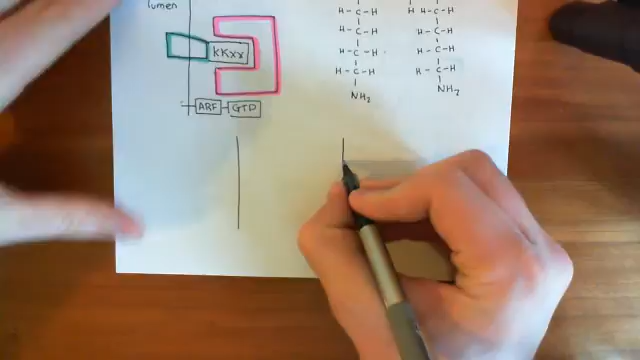 lumen
KKXX
ARF GTP
H-C-H H H-C-H
H-C-H H-C-H
H-C-H H-C-H
H-C-H H-C-H
NH2 NH2